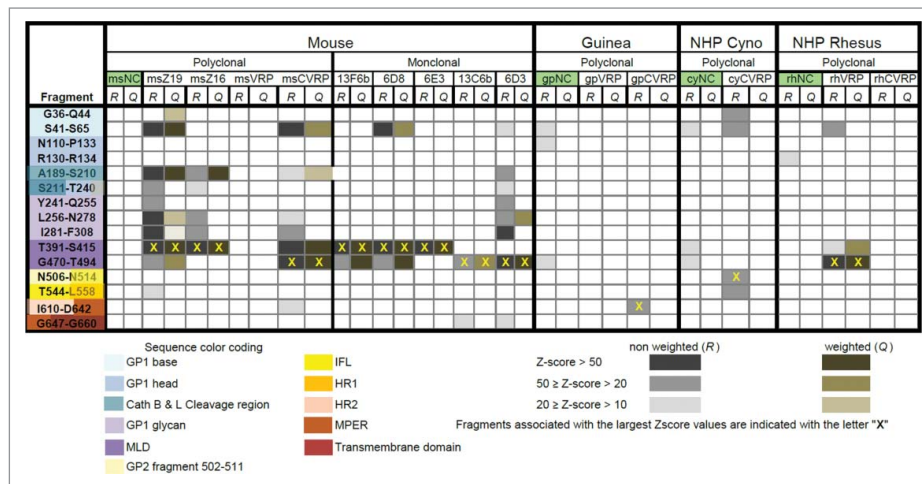 Mouse Guinea NHP Cyno NHP Rhesus
Polyclonal Monclonal Polyclonal Polyclonal Polyclonal
msNC msZ19 msZ16 msVRP msCVRP 13F6b 6D8 6E3 13C6b 6D3 gpNC gpVRP gpCVRP cyNC cyCVRP rhNC rhVRP rhCVRP
Fragment R Q R Q R Q R Q R Q R Q R Q R Q R Q R Q R Q R Q R Q R Q R Q R Q R Q R Q
G36-Q44
S41-S65
N110-P133
R130-R134
A189-S210
S211-T240
Y241-Q255
L256-N278
I281-F308
T391-S415 X X X X X X X X X X
G470-T494 X X X X X X X X
N506-N514 X
T544-L558
I610-D642 X
G647-G660
Sequence color coding non weighted (R) weighted (Q)
GP1 base IFL Z-score > 50
GP1 head HR1 50 ≥ Z-score > 20
Cath B & L Cleavage region HR2 20 ≥ Z-score > 10
GP1 glycan MPER Fragments associated with the largest Zscore values are indicated with the letter "X"
MLD Transmembrane domain
GP2 fragment 502-511